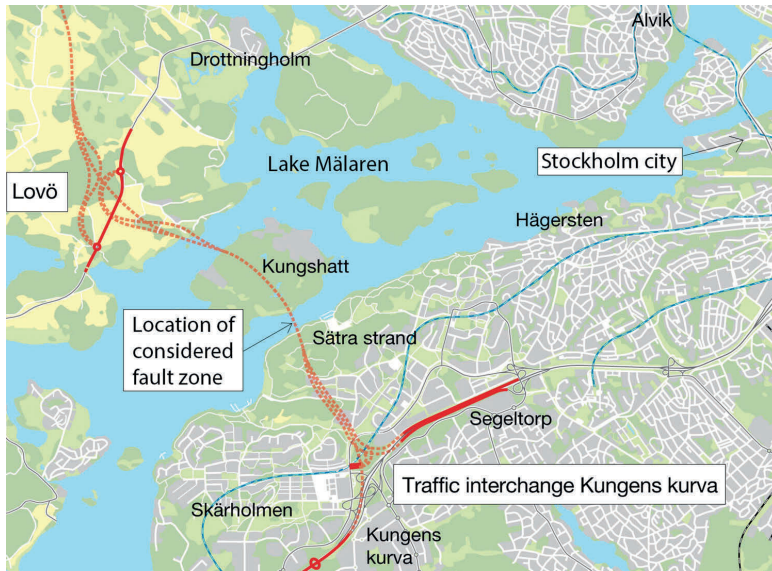 Alvik
Drottningholm
Lake Mälaren
Stockholm city
Lovö
Hägersten
Kungshatt
Location of
considered
fault zone
Sätra strand
Segeltorp
Traffic interchange Kungens kurva
Skärholmen
Kungens
kurva